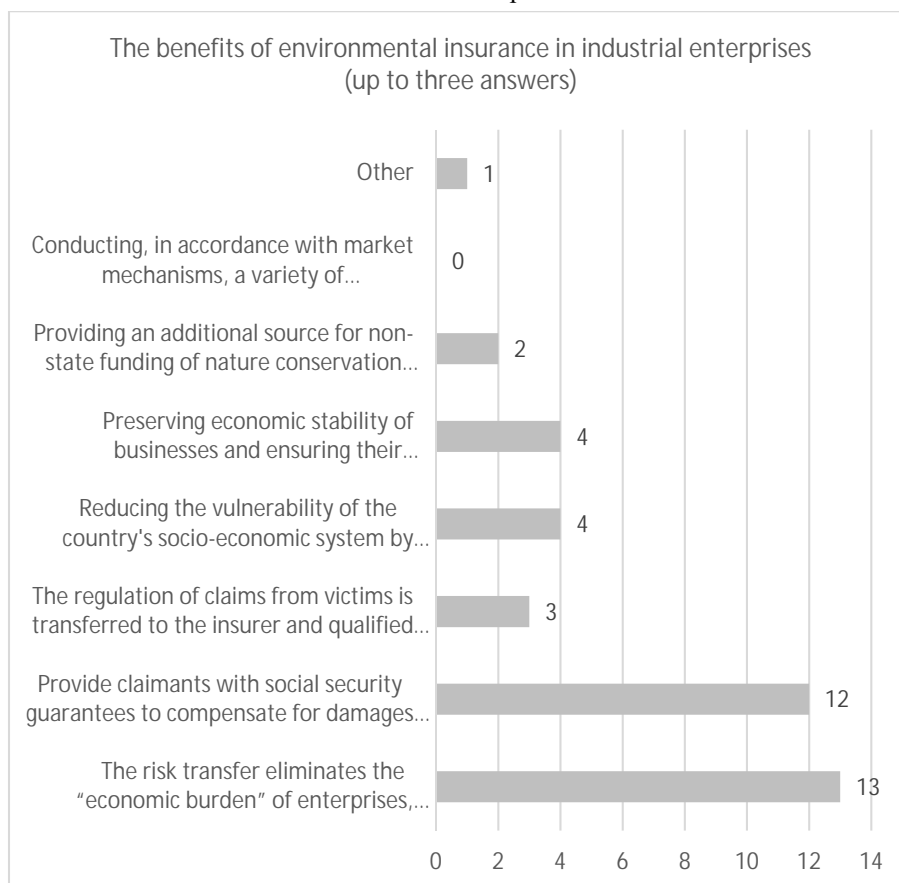 The benefits of environmental insurance in industrial enterprises
(up to three answers)
Other
1
Conducting, in accordance with market
mechanisms, a variety of...
0
Providing an additional source for non-
state funding of nature conservation...
2
Preserving economic stability of
businesses and ensuring their...
4
Reducing the vulnerability of the
country's socio-economic system by...
4
The regulation of claims from victims is
transferred to the insurer and qualified...
3
Provide claimants with social security
guarantees to compensate for damages...
12
The risk transfer eliminates the
“economic burden” of enterprises,...
13
0 2 4 6 8 10 12 14